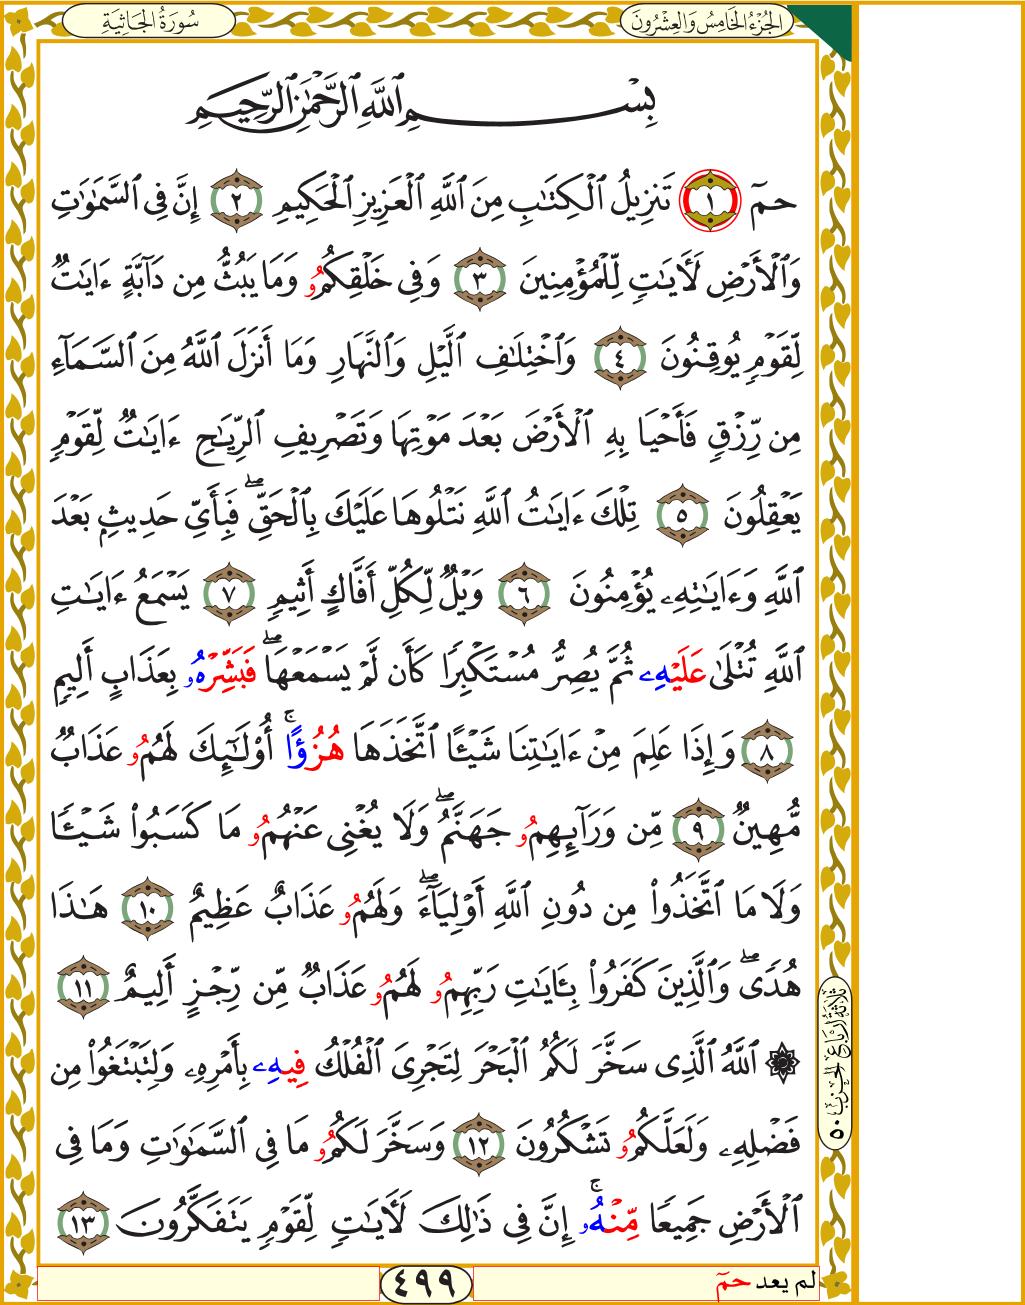 الجُزْءُ الخَامِسُ وَالعِشْرُونَ
سُورَةُ الجَاثِيَةِ
بِسْمِ ٱللَّهِ ٱلرَّحْمَٰنِ ٱلرَّحِيمِ
حمٓ ١ تَنزِيلُ ٱلْكِتَٰبِ مِنَ ٱللَّهِ ٱلْعَزِيزِ ٱلْحَكِيمِ ٢ إِنَّ فِى ٱلسَّمَٰوَٰتِ
وَٱلْأَرْضِ لَأٓيَٰتٍ لِّلْمُؤْمِنِينَ ٣ وَفِى خَلْقِكُمُۥ وَمَا يَبُثُّ مِن دَآبَّةٍ ءَايَٰتٌ
لِّقَوْمٍ يُوقِنُونَ ٤ وَٱخْتِلَٰفِ ٱلَّيْلِ وَٱلنَّهَارِ وَمَا أَنزَلَ ٱللَّهُ مِنَ ٱلسَّمَآءِ
مِن رِّزْقٍ فَأَحْيَا بِهِ ٱلْأَرْضَ بَعْدَ مَوْتِهَا وَتَصْرِيفِ ٱلرِّيَٰحِ ءَايَٰتٌ لِّقَوْمٍ
يَعْقِلُونَ ٥ تِلْكَ ءَايَٰتُ ٱللَّهِ نَتْلُوهَا عَلَيْكَ بِٱلْحَقِّۖ فَبِأَىِّ حَدِيثٍۭ بَعْدَ
ٱللَّهِ وَءَايَٰتِهِۦ يُؤْمِنُونَ ٦ وَيْلٌ لِّكُلِّ أَفَّاكٍ أَثِيمٍ ٧ يَسْمَعُ ءَايَٰتِ
ٱللَّهِ تُتْلَىٰ عَلَيْهِۦ ثُمَّ يُصِرُّ مُسْتَكْبِرًا كَأَن لَّمْ يَسْمَعْهَاۖ فَبَشِّرْهُۥ بِعَذَابٍ أَلِيمٍ
٨ وَإِذَا عَلِمَ مِنْ ءَايَٰتِنَا شَيْـًٔا ٱتَّخَذَهَا هُزُؤًاۚ أُوْلَٰٓئِكَ لَهُمُۥ عَذَابٌ
مُّهِينٌ ٩ مِّن وَرَآئِهِمُۥ جَهَنَّمُۖ وَلَا يُغْنِى عَنْهُمُۥ مَا كَسَبُوا۟ شَيْـًٔا
وَلَا مَا ٱتَّخَذُوا۟ مِن دُونِ ٱللَّهِ أَوْلِيَآءَۖ وَلَهُمُۥ عَذَابٌ عَظِيمٌ ١٠ هَٰذَا
هُدًىۖ وَٱلَّذِينَ كَفَرُوا۟ بِـَٔايَٰتِ رَبِّهِمُۥ لَهُمُۥ عَذَابٌ مِّن رِّجْزٍ أَلِيمٍ ١١
۞ ٱللَّهُ ٱلَّذِى سَخَّرَ لَكُمُ ٱلْبَحْرَ لِتَجْرِىَ ٱلْفُلْكُ فِيهِۦ بِأَمْرِهِۦ وَلِتَبْتَغُوا۟ مِن
فَضْلِهِۦ وَلَعَلَّكُمُۥ تَشْكُرُونَ ١٢ وَسَخَّرَ لَكُمُۥ مَا فِى ٱلسَّمَٰوَٰتِ وَمَا فِى
ٱلْأَرْضِ جَمِيعًا مِّنْهُۥۚ إِنَّ فِى ذَٰلِكَ لَأٓيَٰتٍ لِّقَوْمٍ يَتَفَكَّرُونَ ١٣
ثلاثة أرباع الحزب ٥٠
لم يعد حمٓ
٤٩٩